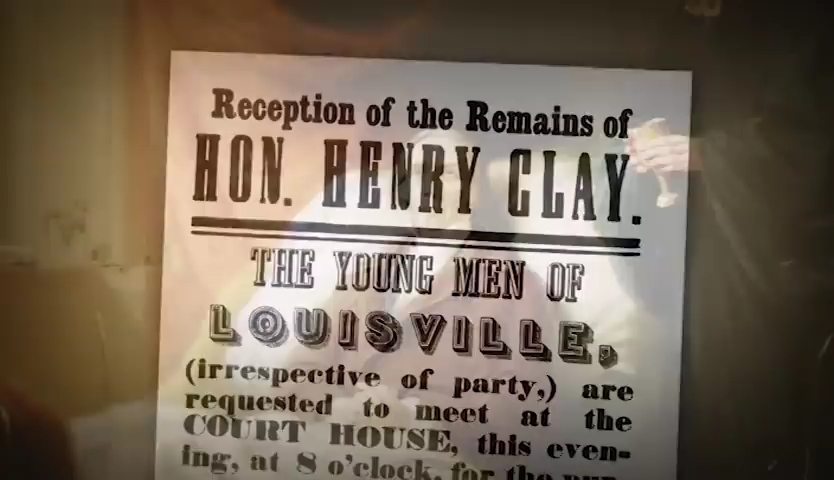 Reception of the Remains of
HON. HENRY CLAY.
THE YOUNG MEN OF
LOUISVILLE,
(irrespective of party,) are
requested to meet at the
COURT HOUSE, this even-
ing, at 8 o'clock, for the